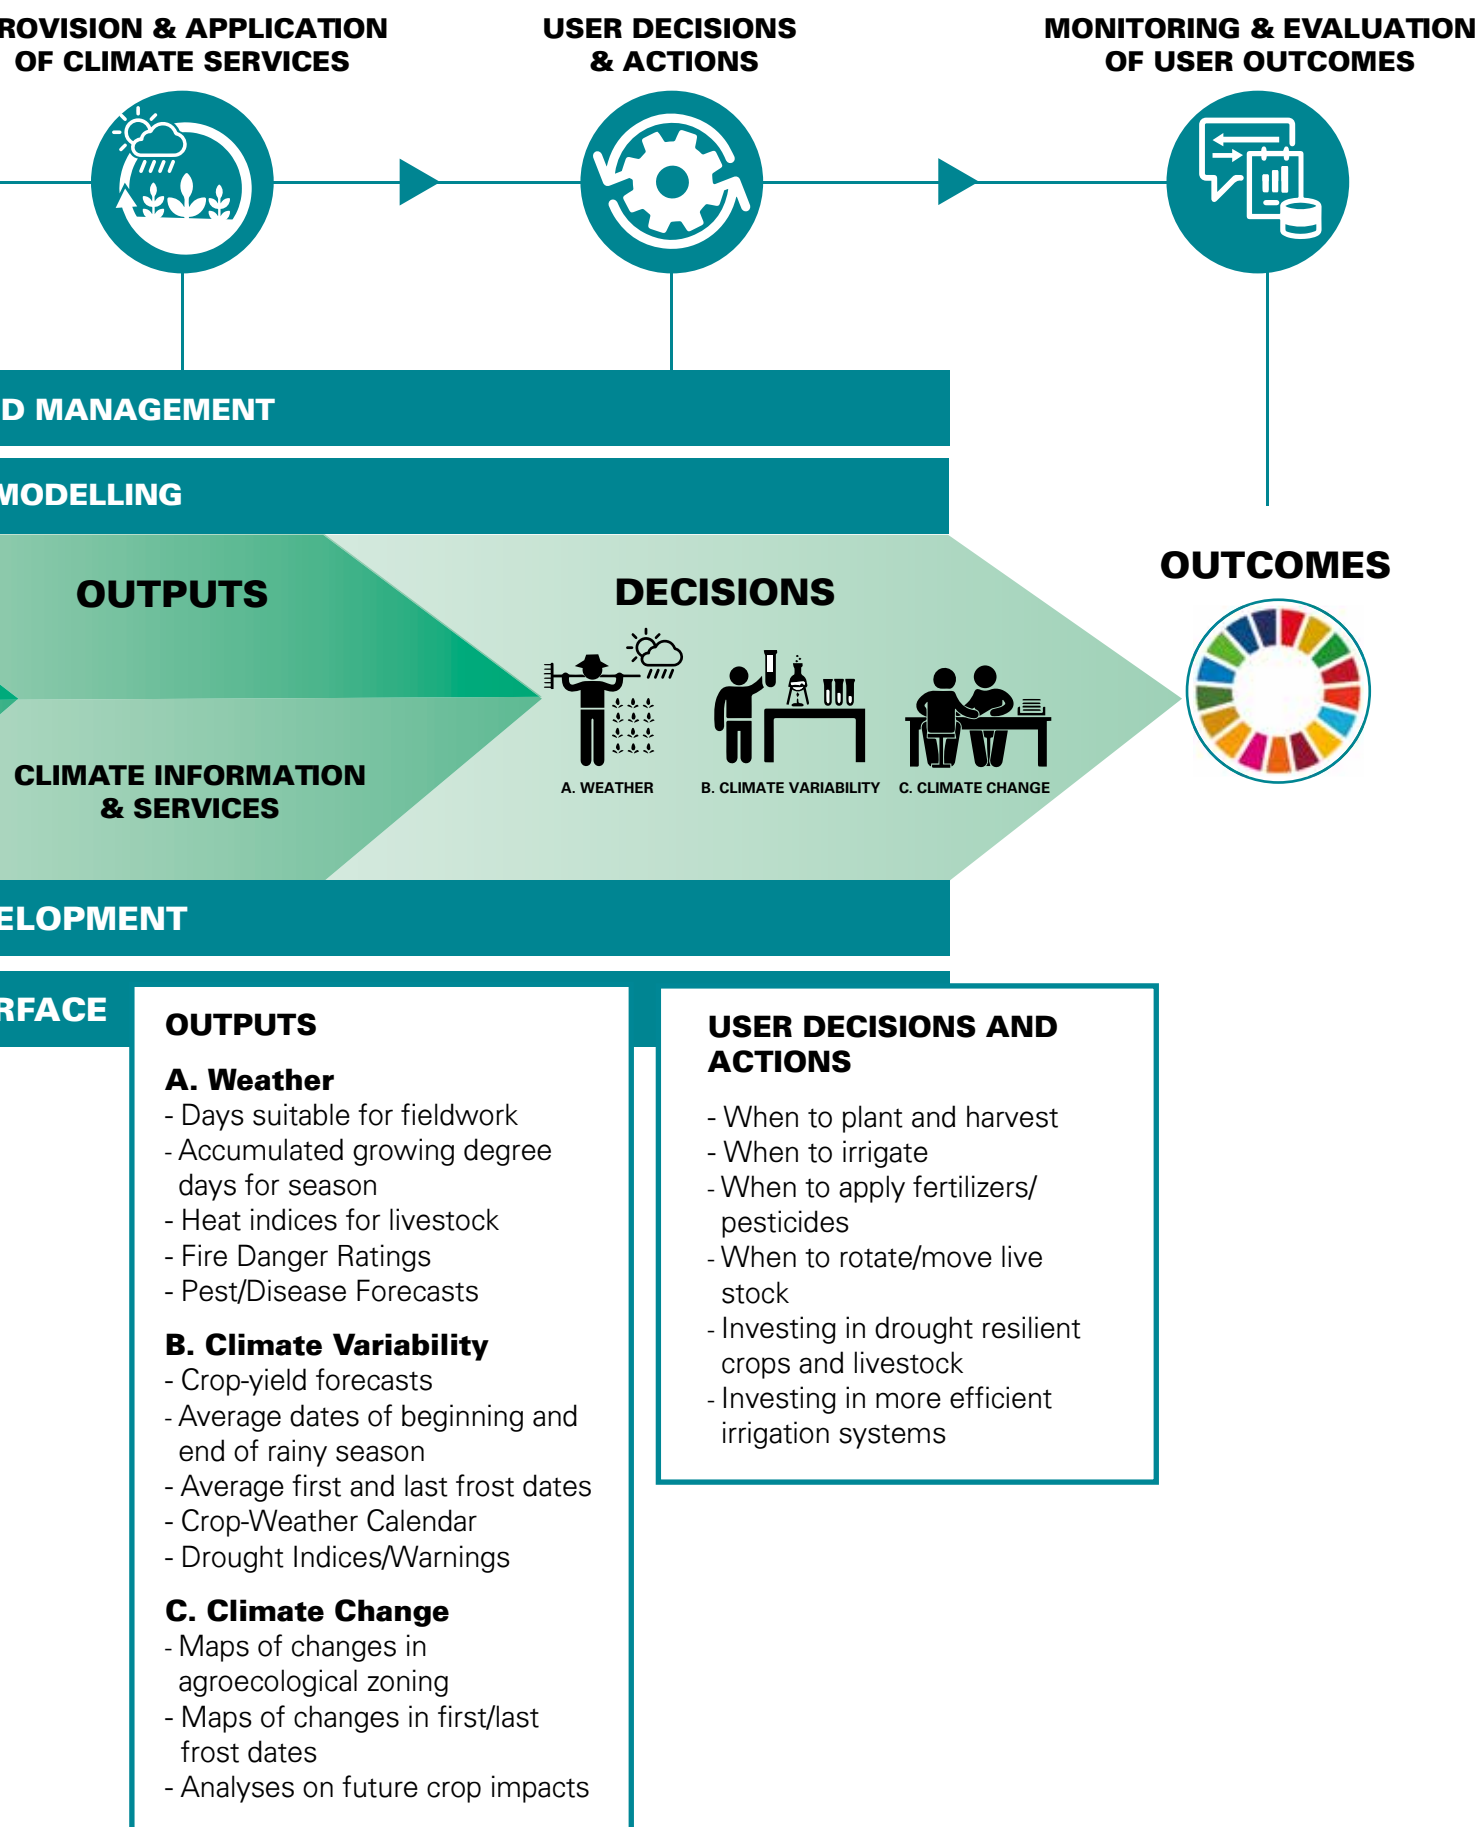 ROVISION & APPLICATION
OF CLIMATE SERVICES
USER DECISIONS
& ACTIONS
MONITORING & EVALUATION
OF USER OUTCOMES
D MANAGEMENT
MODELLING
OUTPUTS
CLIMATE INFORMATION
& SERVICES
DECISIONS
A. WEATHER
B. CLIMATE VARIABILITY
C. CLIMATE CHANGE
OUTCOMES
ELOPMENT
RFACE
OUTPUTS
A. Weather
- Days suitable for fieldwork
- Accumulated growing degree
days for season
- Heat indices for livestock
- Fire Danger Ratings
- Pest/Disease Forecasts
B. Climate Variability
- Crop-yield forecasts
- Average dates of beginning and
end of rainy season
- Average first and last frost dates
- Crop-Weather Calendar
- Drought Indices/Warnings
C. Climate Change
- Maps of changes in
agroecological zoning
- Maps of changes in first/last
frost dates
- Analyses on future crop impacts
USER DECISIONS AND
ACTIONS
- When to plant and harvest
- When to irrigate
- When to apply fertilizers/
pesticides
- When to rotate/move live
stock
- Investing in drought resilient
crops and livestock
- Investing in more efficient
irrigation systems